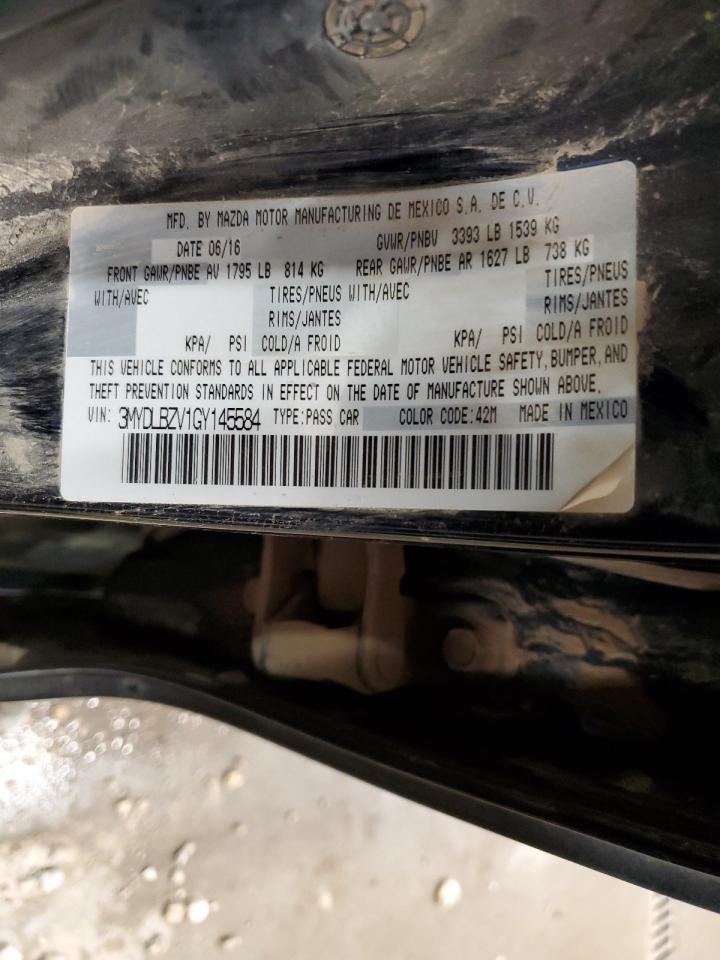 MFD. BY MAZDA MOTOR MANUFACTURING DE MEXICO S.A. DE C.V.
DATE 06/16 GVWR/PNBV 3393 LB 1539 KG
FRONT GAWR/PNBE AV 1795 LB 814 KG REAR GAWR/PNBE AR 1627 LB 738 KG
WITH/AVEC TIRES/PNEUS WITH/AVEC TIRES/PNEUS
RIMS/JANTES RIMS/JANTES
KPA/ PSI COLD/A FROID KPA/ PSI COLD/A FROID
THIS VEHICLE CONFORMS TO ALL APPLICABLE FEDERAL MOTOR VEHICLE SAFETY, BUMPER, AND
THEFT PREVENTION STANDARDS IN EFFECT ON THE DATE OF MANUFACTURE SHOWN ABOVE.
VIN: 3MYDLBZV1GY145584 TYPE:PASS CAR COLOR CODE:42M MADE IN MEXICO